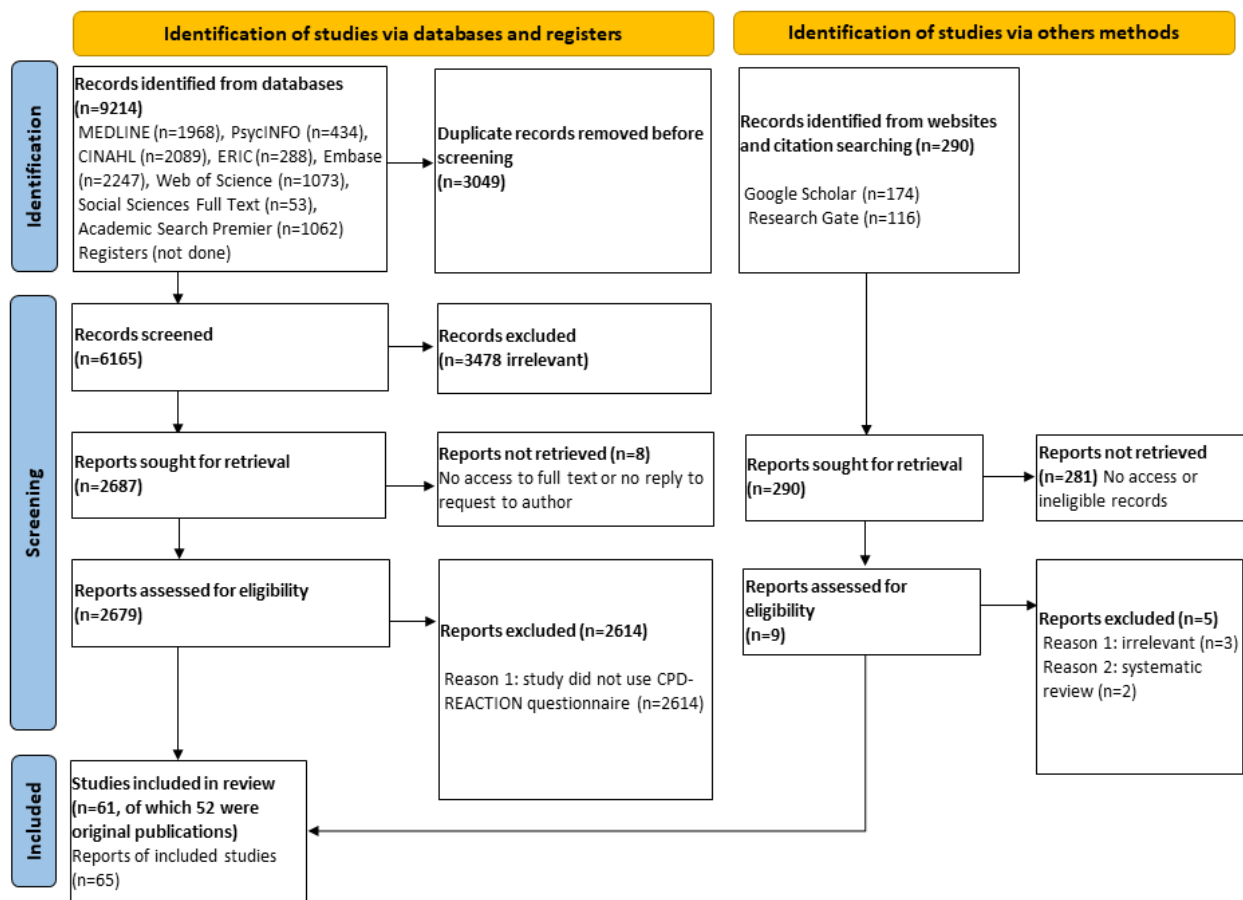 Identification of studies via databases and registers
Identification of studies via others methods
Identification
Records identified from databases
(n=9214)
MEDLINE (n=1968), PsycINFO (n=434),
CINAHL (n=2089), ERIC (n=288), Embase
(n=2247), Web of Science (n=1073),
Social Sciences Full Text (n=53),
Academic Search Premier (n=1062)
Registers (not done)
Duplicate records removed before
screening
(n=3049)
Records identified from websites
and citation searching (n=290)
Google Scholar (n=174)
Research Gate (n=116)
Screening
Records screened
(n=6165)
Records excluded
(n=3478 irrelevant)
Reports sought for retrieval
(n=2687)
Reports not retrieved (n=8)
No access to full text or no reply to
request to author
Reports sought for retrieval
(n=290)
Reports not retrieved
(n=281) No access or
ineligible records
Reports assessed for eligibility
(n=2679)
Reports excluded (n=2614)
Reason 1: study did not use CPD-
REACTION questionnaire (n=2614)
Reports assessed for
eligibility
(n=9)
Reports excluded (n=5)
Reason 1: irrelevant (n=3)
Reason 2: systematic
review (n=2)
Included
Studies included in review
(n=61, of which 52 were
original publications)
Reports of included studies
(n=65)